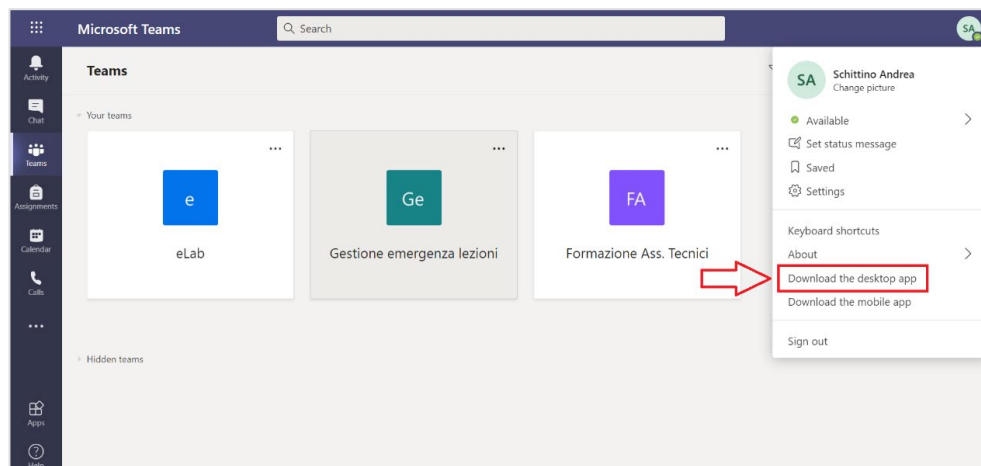 Microsoft Teams
Search
SA
Activity
Chat
Teams
Assignments
Calendar
Calls
Apps
Help
Teams
Your teams
e
eLab
Ge
Gestione emergenza lezioni
FA
Formazione Ass. Tecnici
Hidden teams
SA
Schittino Andrea
Change picture
Available
Set status message
Saved
Settings
Keyboard shortcuts
About
Download the desktop app
Download the mobile app
Sign out